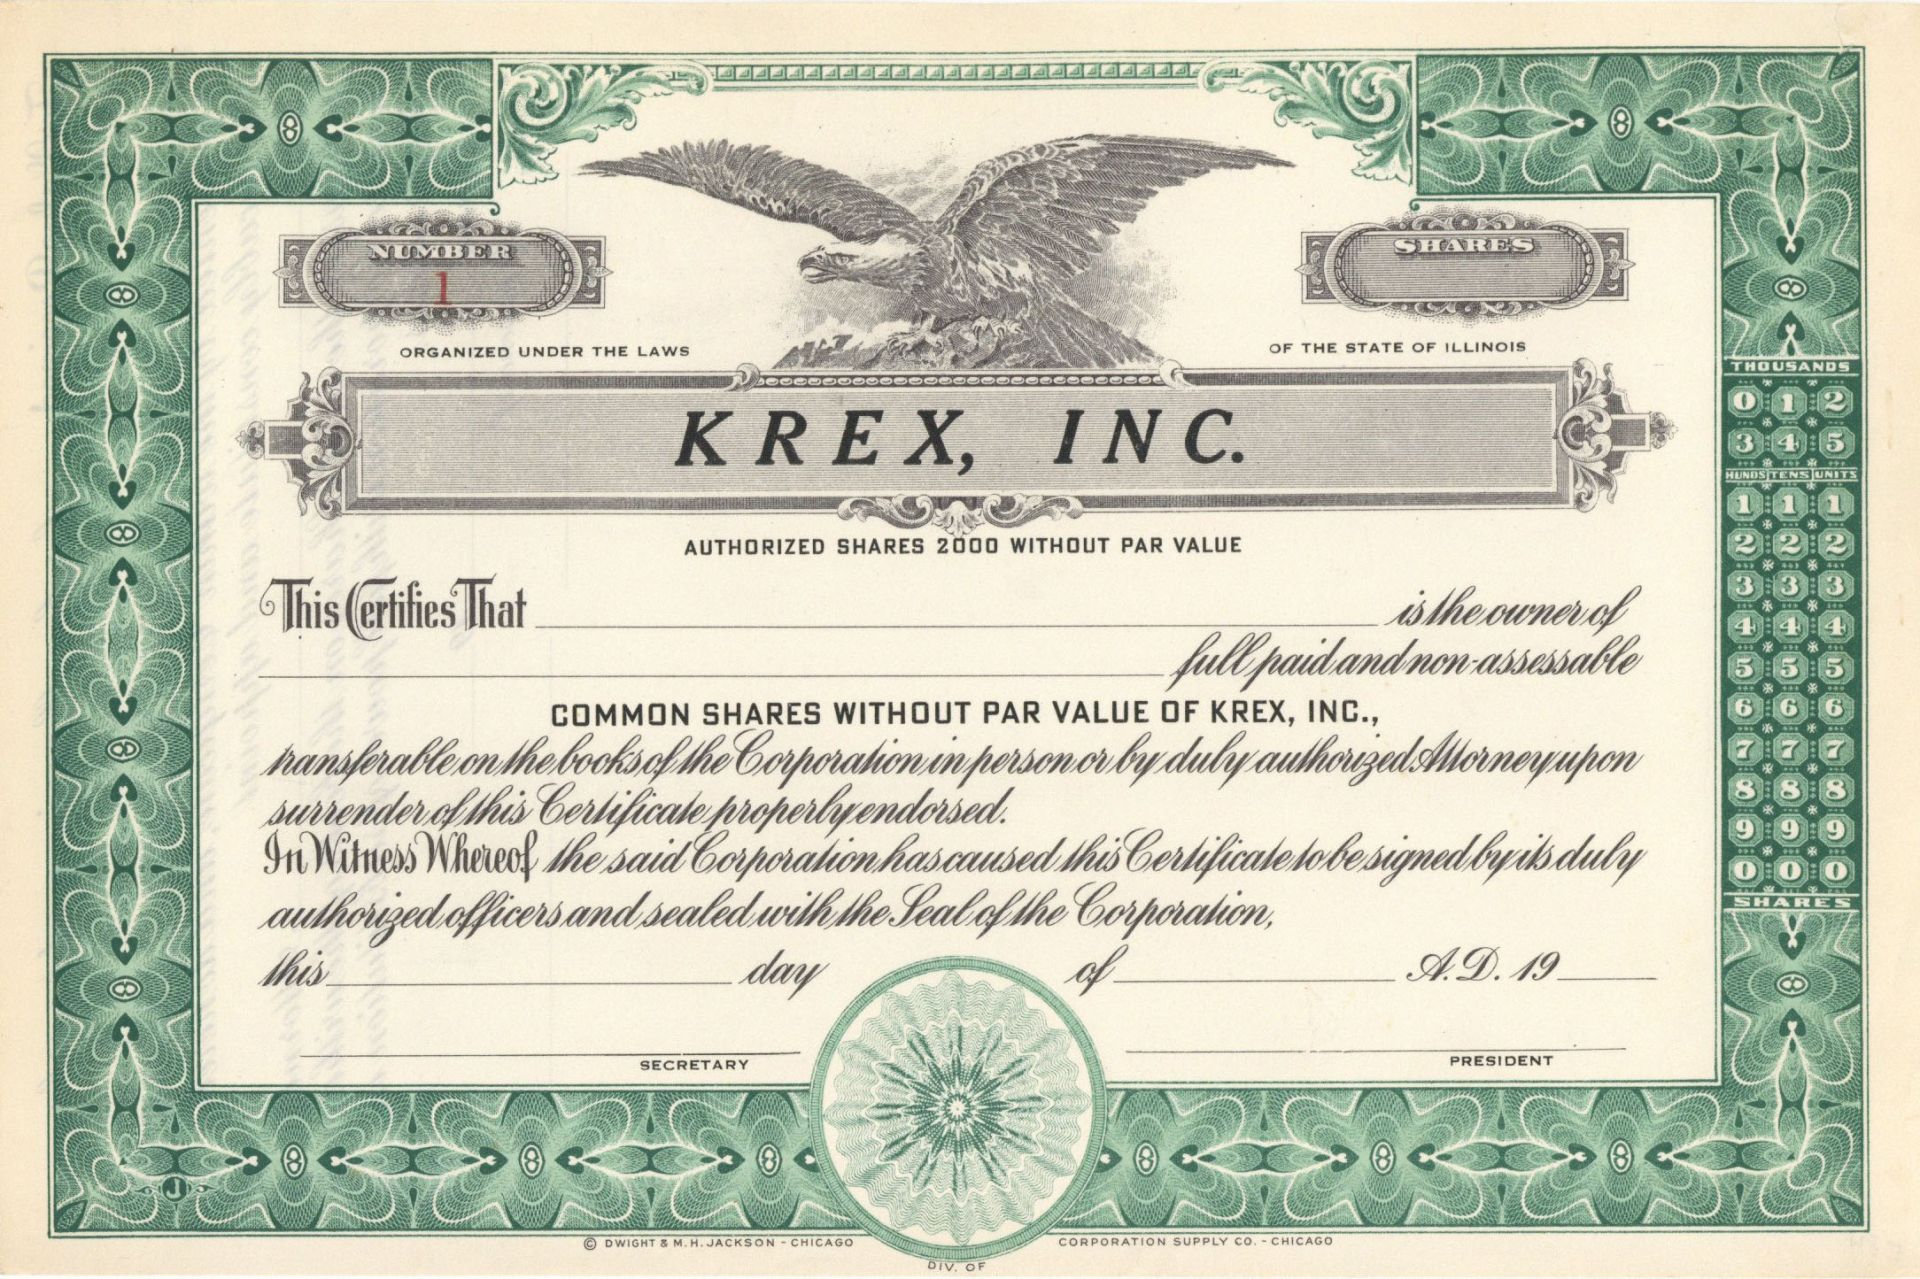 NUMBER
1
SHARES
ORGANIZED UNDER THE LAWS
OF THE STATE OF ILLINOIS
KREX, INC.
AUTHORIZED SHARES 2000 WITHOUT PAR VALUE
This Certifies That is the owner of
full paid and non-assessable
COMMON SHARES WITHOUT PAR VALUE OF KREX, INC.,
transferable on the books of the Corporation in person or by duly authorized Attorney upon
surrender of this Certificate properly endorsed.
In Witness Whereof the said Corporation has caused this Certificate to be signed by its duly
authorized officers and sealed with the Seal of the Corporation,
this day of A.D. 19
SECRETARY
PRESIDENT
THOUSANDS
0 1 2
3 4 5
HUNDS TENS UNITS
1 1 1
2 2 2
3 3 3
4 4 4
5 5 5
6 6 6
7 7 7
8 8 8
9 9 9
0 0 0
SHARES
J
© DWIGHT & M.H. JACKSON - CHICAGO
DIV. OF
CORPORATION SUPPLY CO. - CHICAGO